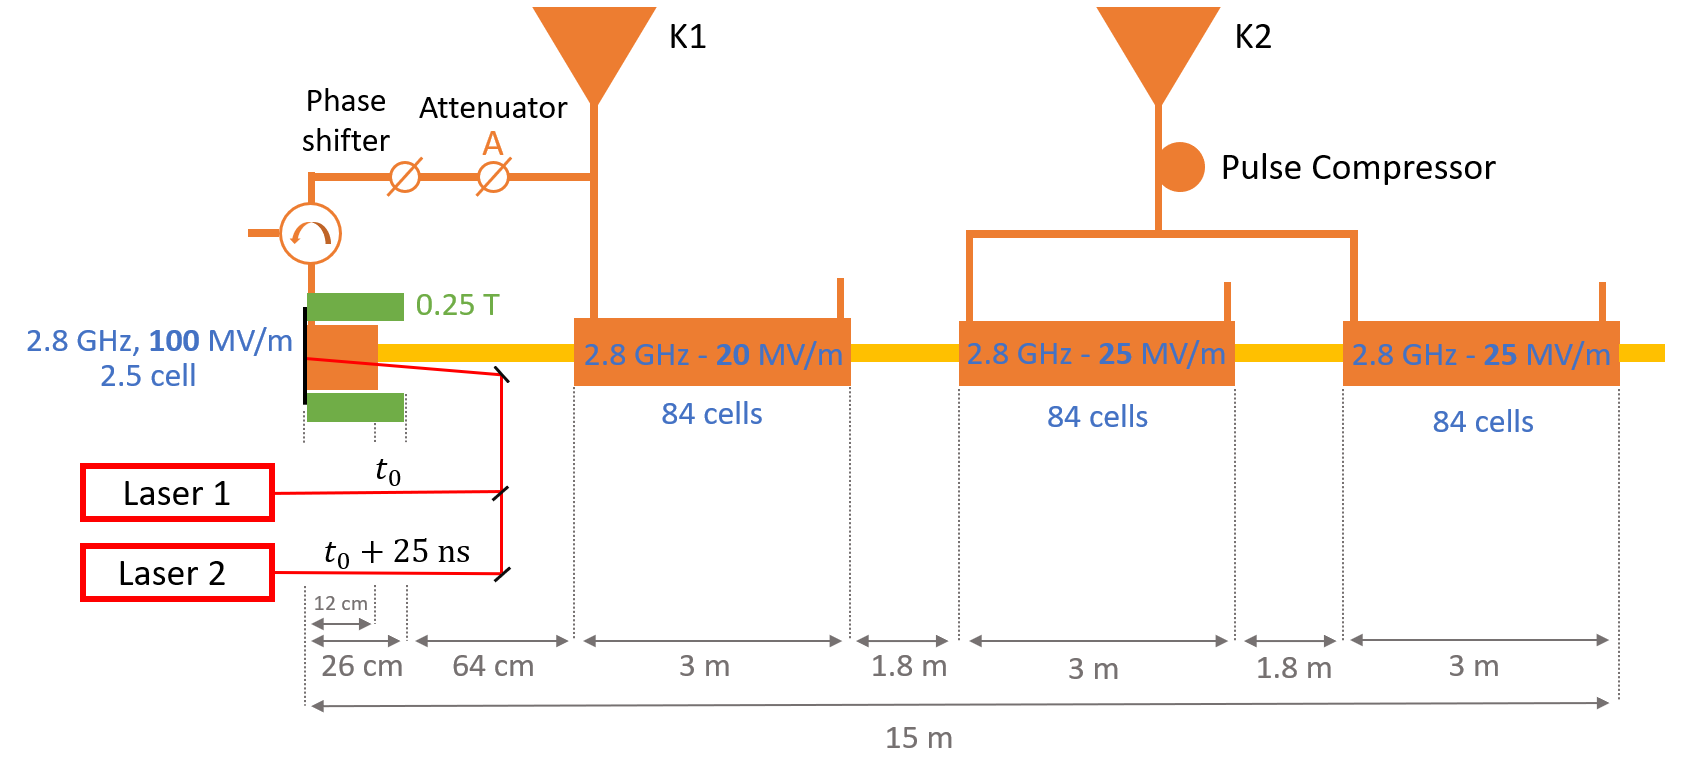 K1
K2
Phase
shifter
Attenuator
A
Pulse Compressor
0.25 T
2.8 GHz, 100 MV/m
2.5 cell
2.8 GHz - 20 MV/m
2.8 GHz - 25 MV/m
2.8 GHz - 25 MV/m
84 cells
84 cells
84 cells
Laser 1
t₀
Laser 2
t₀ + 25 ns
12 cm
26 cm
64 cm
3 m
1.8 m
3 m
1.8 m
3 m
15 m